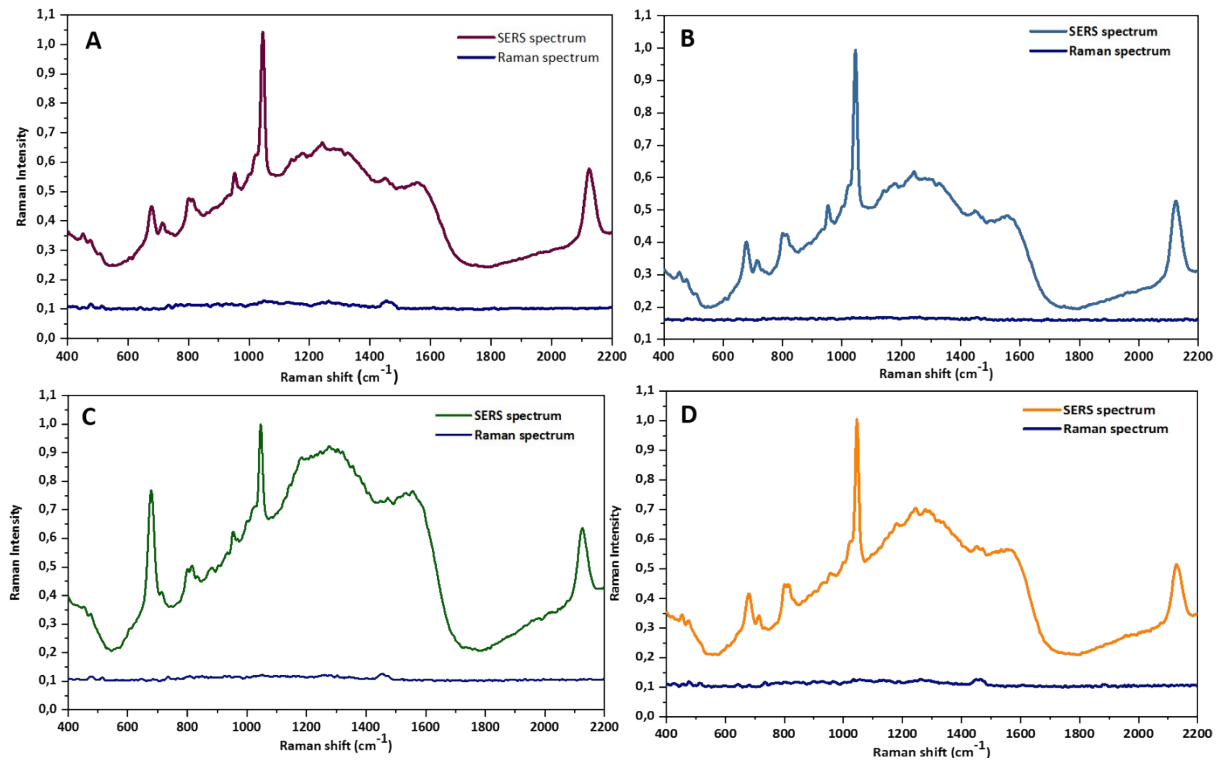 A
SERS spectrum
Raman spectrum
1,1
1,0
0,9
0,8
0,7
0,6
0,5
0,4
0,3
0,2
0,1
0,0
Raman Intensity
400 600 800 1000 1200 1400 1600 1800 2000 2200
Raman shift (cm⁻¹)
B
SERS spectrum
Raman spectrum
1,1
1,0
0,9
0,8
0,7
0,6
0,5
0,4
0,3
0,2
0,1
Raman Intensity
400 600 800 1000 1200 1400 1600 1800 2000 2200
Raman shift (cm⁻¹)
C
SERS spectrum
Raman spectrum
1,1
1,0
0,9
0,8
0,7
0,6
0,5
0,4
0,3
0,2
0,1
0,0
Raman Intensity
400 600 800 1000 1200 1400 1600 1800 2000 2200
Raman shift (cm⁻¹)
D
SERS spectrum
Raman spectrum
1,1
1,0
0,9
0,8
0,7
0,6
0,5
0,4
0,3
0,2
0,1
0,0
Raman Intensity
400 600 800 1000 1200 1400 1600 1800 2000 2200
Raman shift (cm⁻¹)